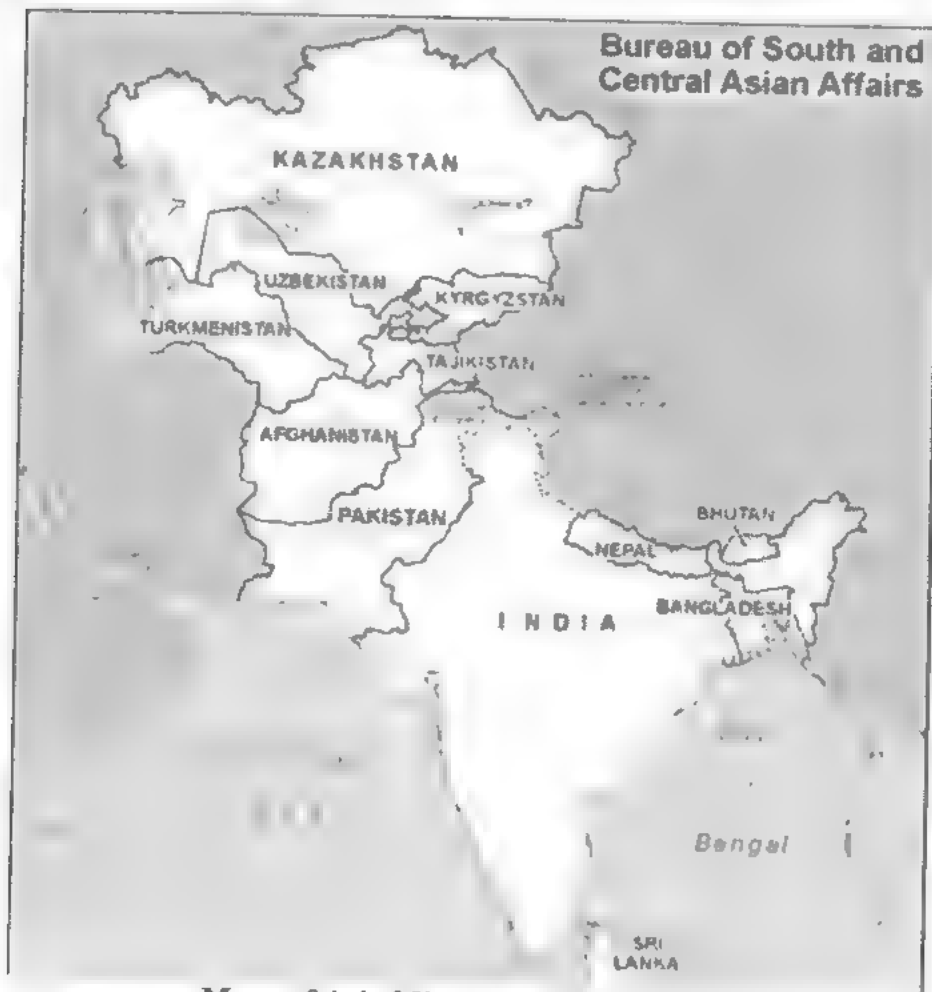 Bureau of South and
Central Asian Affairs
KAZAKHSTAN
UZBEKISTAN
KYRGYZSTAN
TURKMENISTAN
TAJIKISTAN
AFGHANISTAN
PAKISTAN
BHUTAN
NEPAL
BANGLADESH
INDIA
Bengal
SRI
LANKA